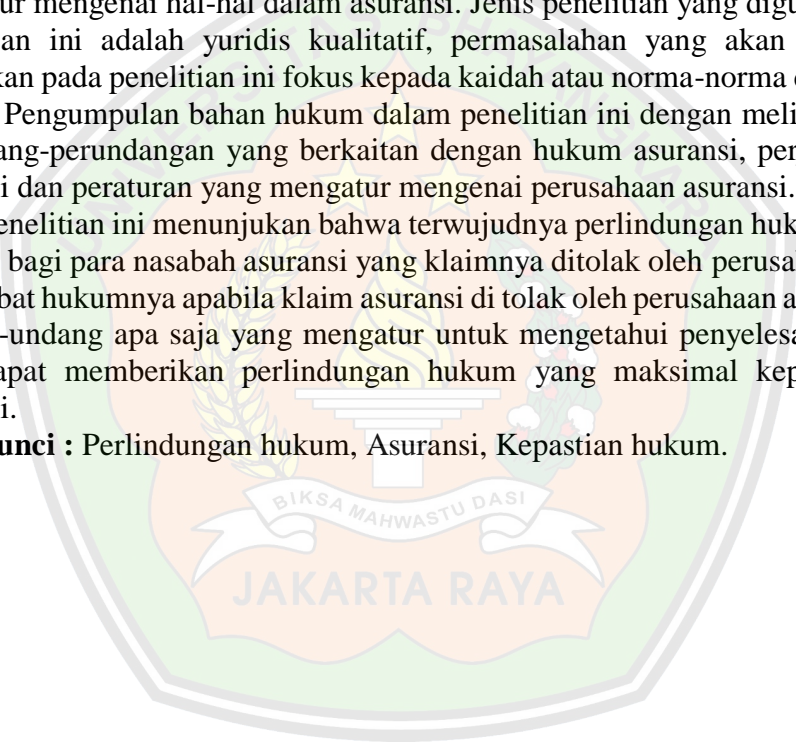 ur mengenai hal-hal dalam asuransi. Jenis penelitian yang digu
an ini adalah yuridis kualitatif, permasalahan yang akan
kan pada penelitian ini fokus kepada kaidah atau norma-norma
Pengumpulan bahan hukum dalam penelitian ini dengan meli
ang-perundangan yang berkaitan dengan hukum asuransi, per
i dan peraturan yang mengatur mengenai perusahaan asuransi.
enelitian ini menunjukan bahwa terwujudnya perlindungan huk
bagi para nasabah asuransi yang klaimnya ditolak oleh perusah
bat hukumnya apabila klaim asuransi di tolak oleh perusahaan a
-undang apa saja yang mengatur untuk mengetahui penyelesa
apat memberikan perlindungan hukum yang maksimal kep
i.
unci : Perlindungan hukum, Asuransi, Kepastian hukum.
UNIVERSITAS BHAYANGKARA
BIKSA MAHWASTU DASI
JAKARTA RAYA